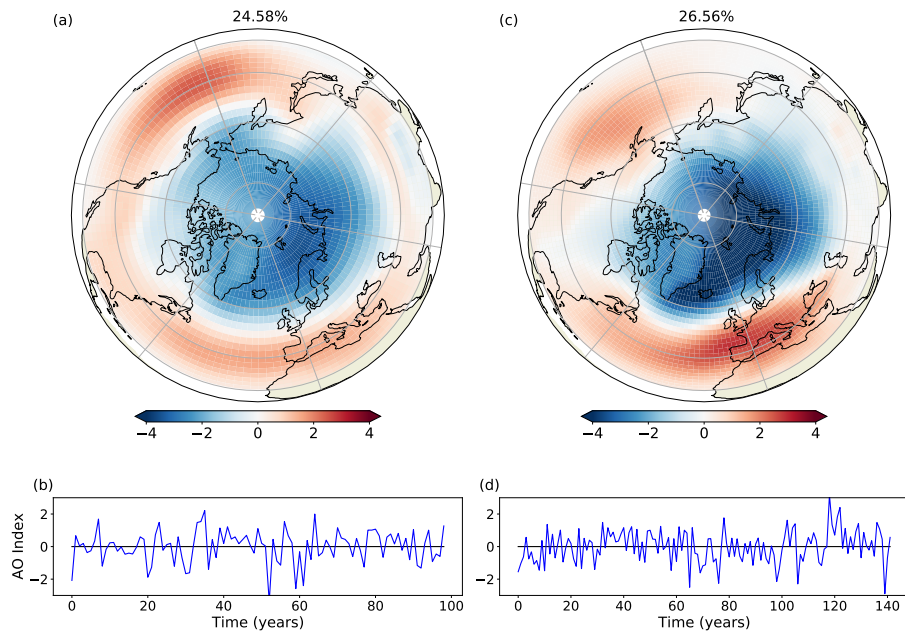 (a) 24.58% (c) 26.56%
−4 −2 0 2 4 −4 −2 0 2 4
(b) (d)
AO Index
2 2
0 0
−2 −2
0 20 40 60 80 100 0 20 40 60 80 100 120 140
Time (years) Time (years)